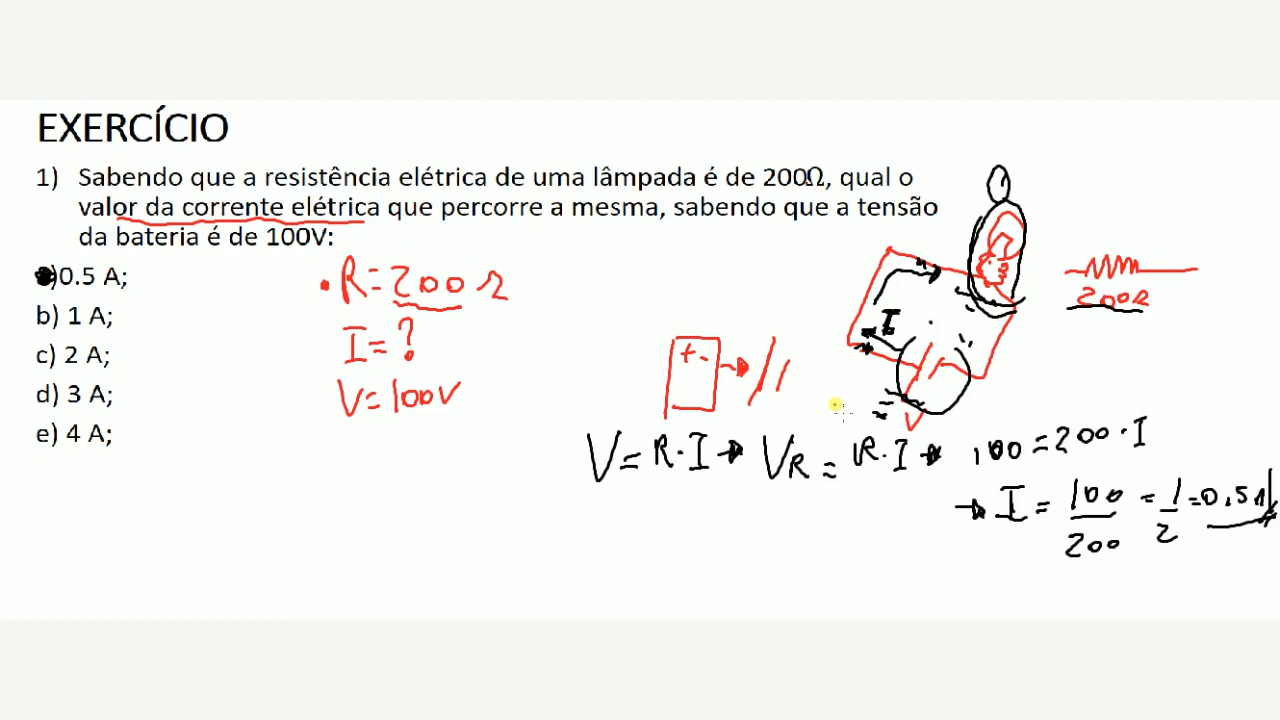 EXERCÍCIO
1) Sabendo que a resistência elétrica de uma lâmpada é de 200Ω, qual o
valor da corrente elétrica que percorre a mesma, sabendo que a tensão
da bateria é de 100V:
)0.5 A;
b) 1 A;
c) 2 A;
d) 3 A;
e) 4 A;
R=200Ω
I=?
V=100V
+ -
I
V
200Ω
V=R·I → VR=R·I → 100=200·I
→ I=100/200=1/2=0.5A